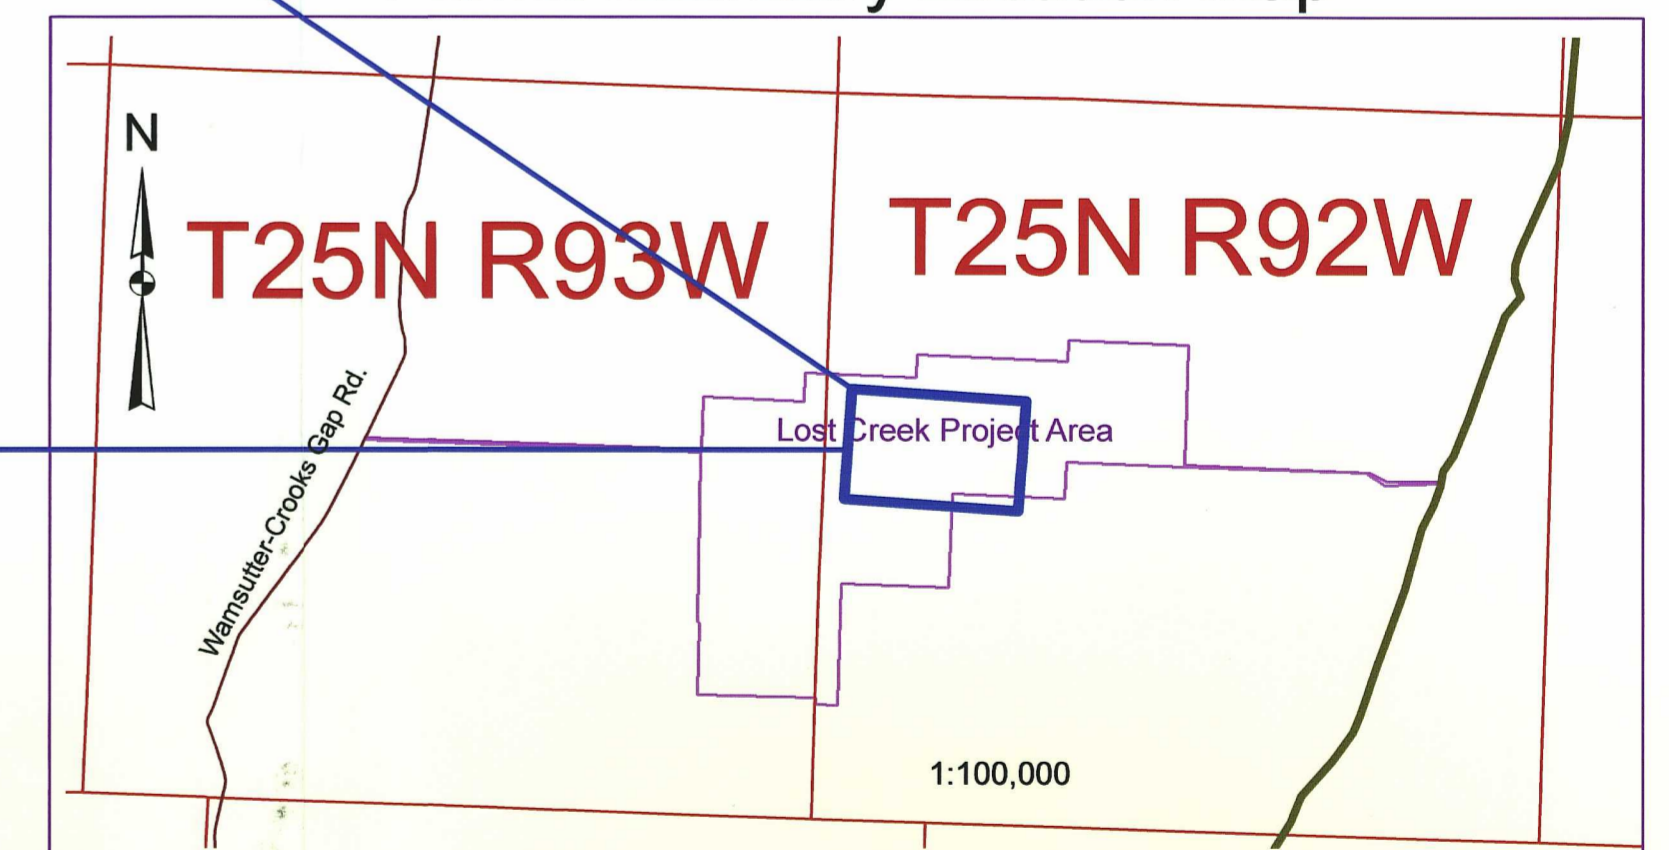 N
T25N R93W
T25N R92W
Wamsutter-Crooks Gap Rd.
Lost Creek Project Area
1:100,000